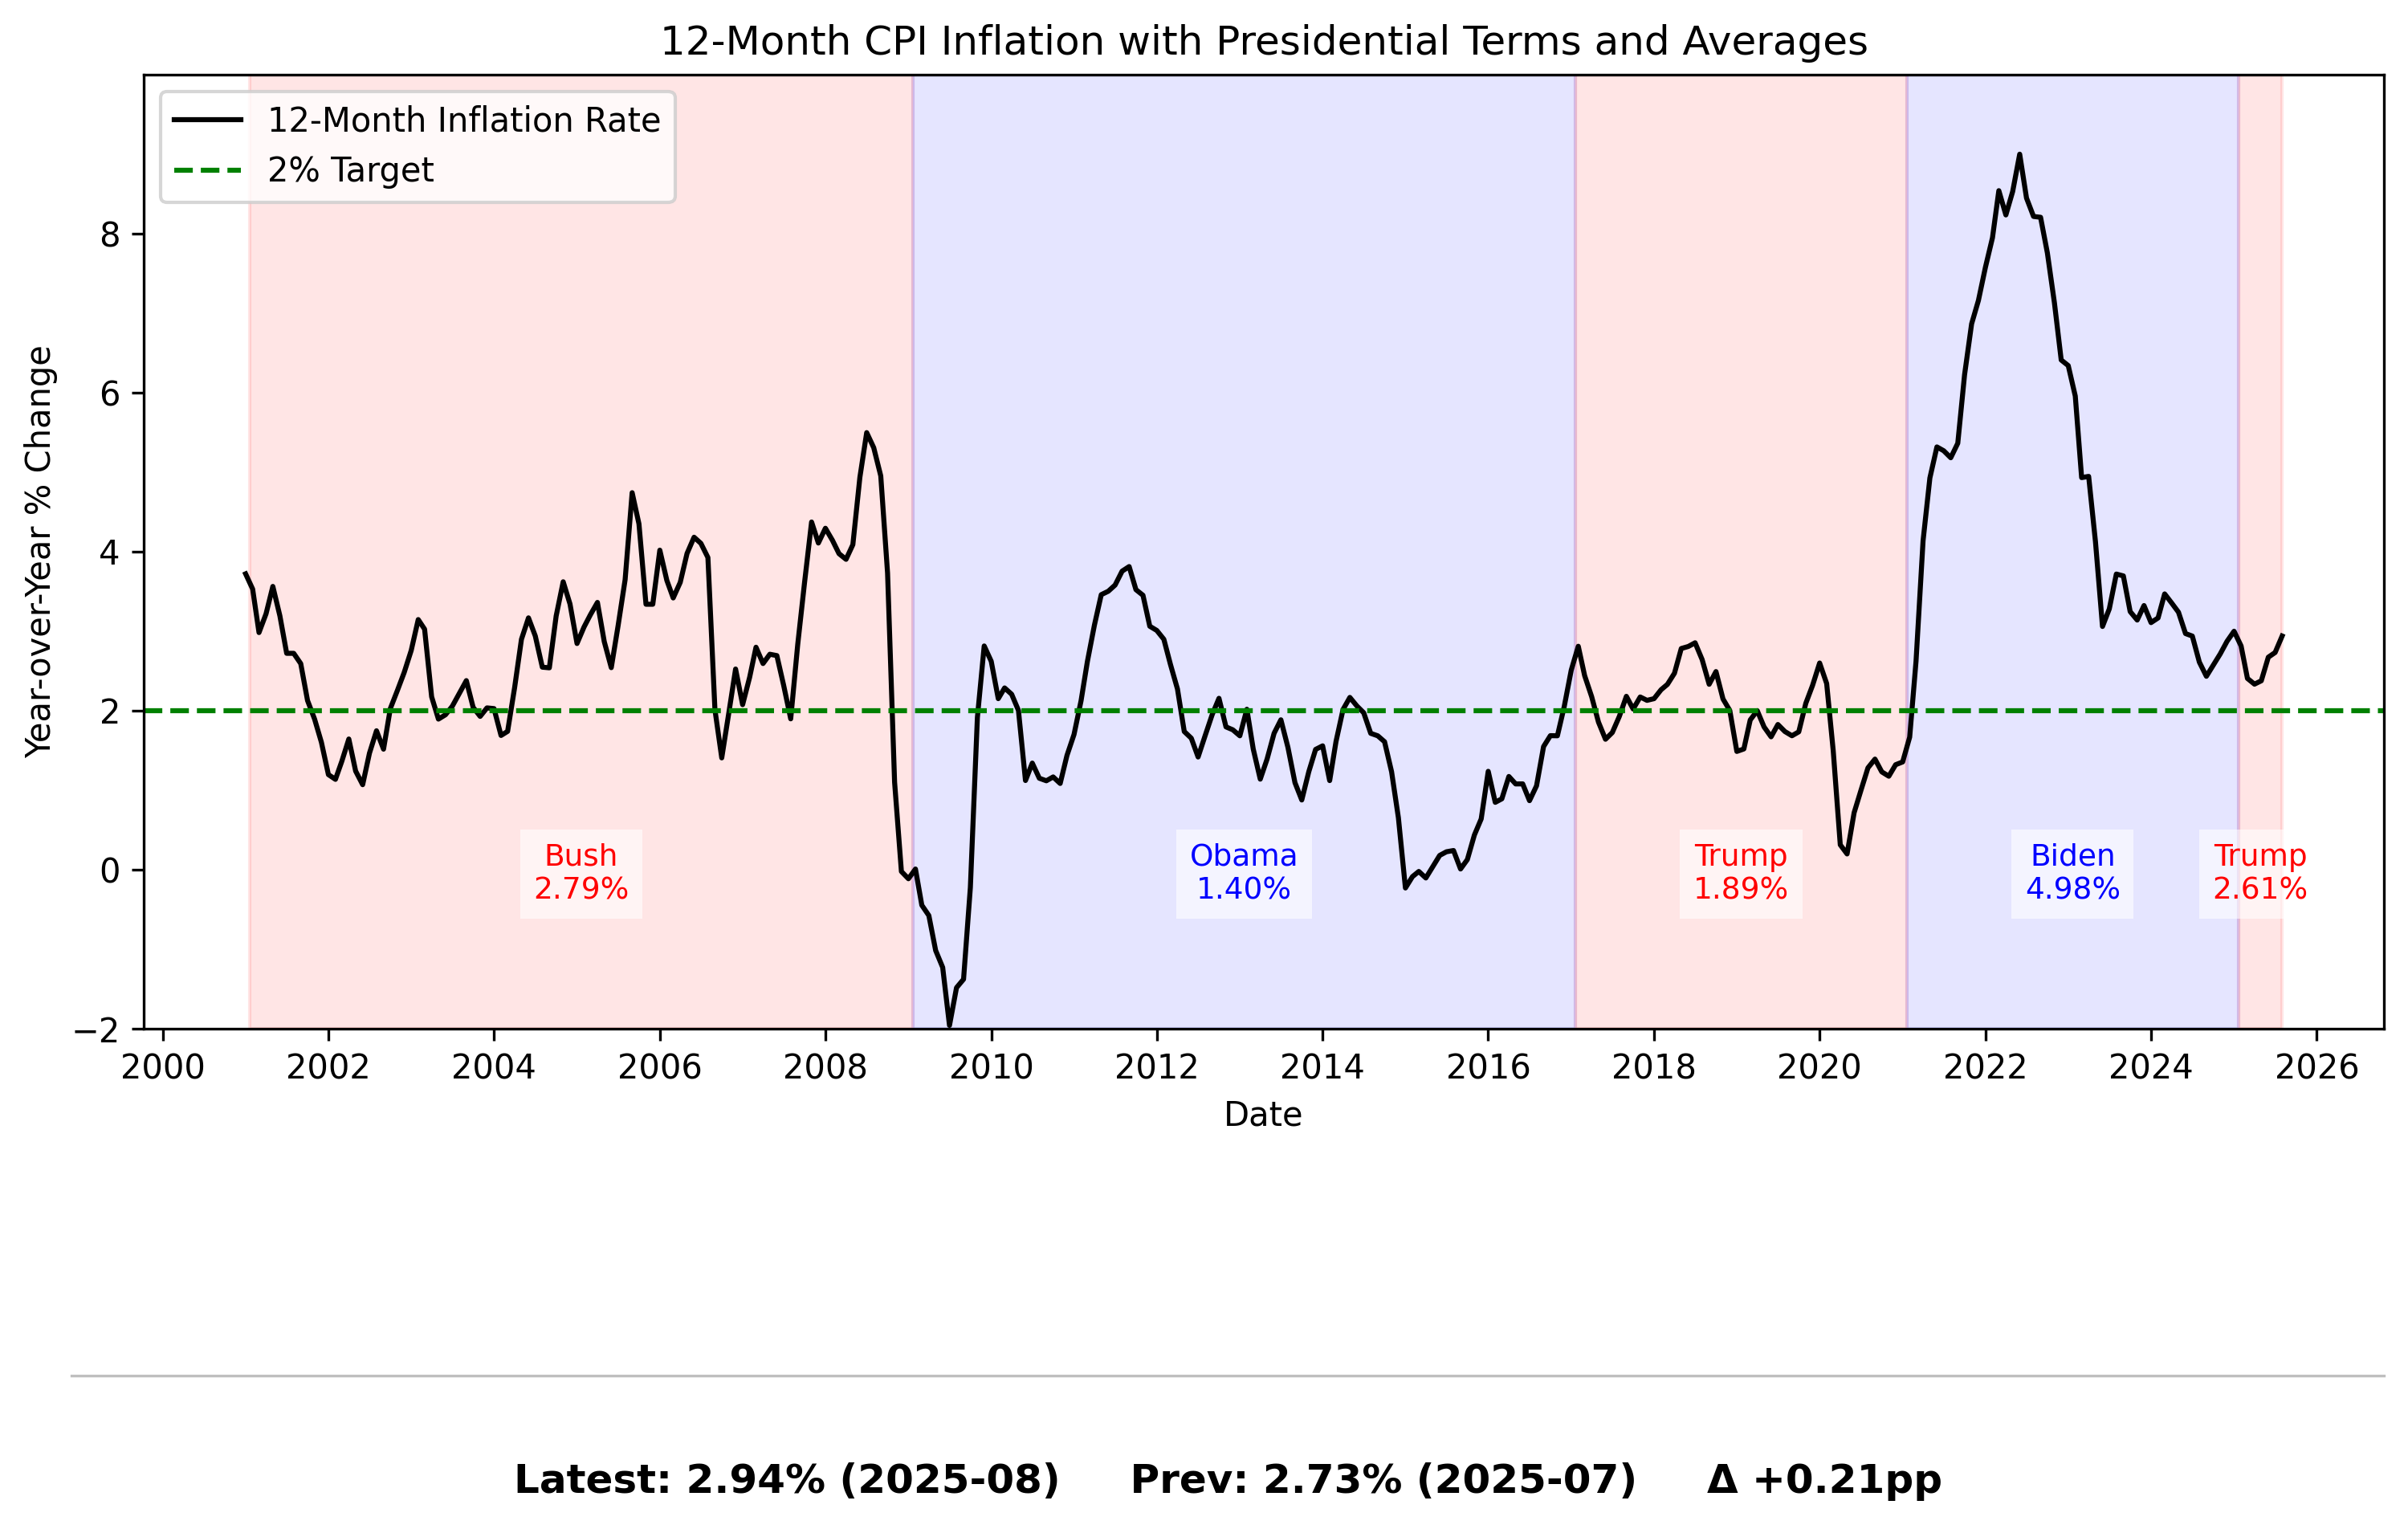 12-Month CPI Inflation with Presidential Terms and Averages
12-Month Inflation Rate
2% Target
Year-over-Year % Change
8
6
4
2
0
−2
Bush
2.79%
Obama
1.40%
Trump
1.89%
Biden
4.98%
Trump
2.61%
2000 2002 2004 2006 2008 2010 2012 2014 2016 2018 2020 2022 2024 2026
Date
Latest: 2.94% (2025-08) Prev: 2.73% (2025-07) Δ +0.21pp